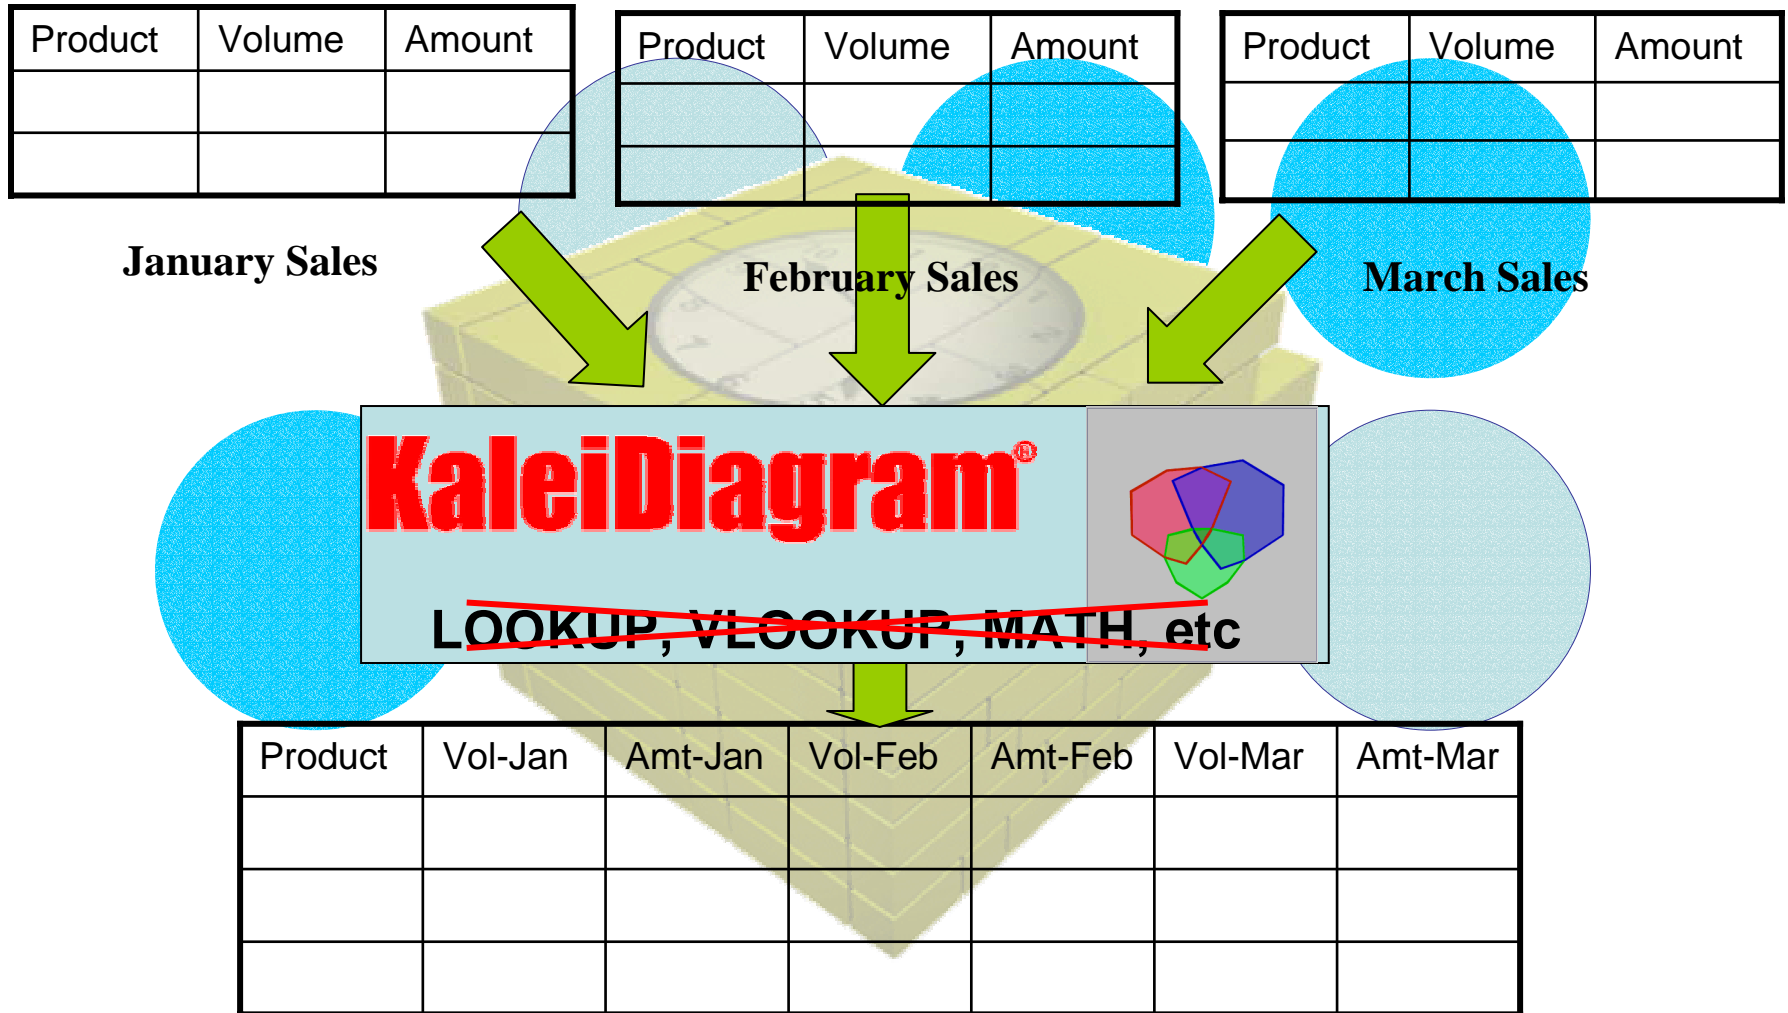 Product Volume Amount
Product Volume Amount
Product Volume Amount
January Sales
February Sales
March Sales
KaleiDiagram®
LOOKUP, VLOOKUP, MATH, etc
Product Vol-Jan Amt-Jan Vol-Feb Amt-Feb Vol-Mar Amt-Mar